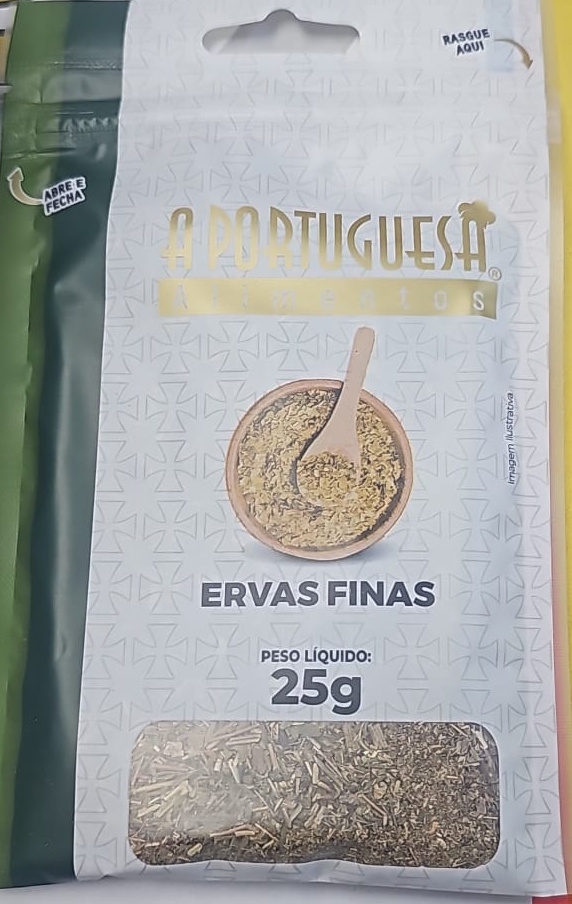 RASGUE
AQUI
ABRE E
FECHA
A PORTUGUESA®
Alimentos
Imagem ilustrativa
ERVAS FINAS
PESO LÍQUIDO:
25g